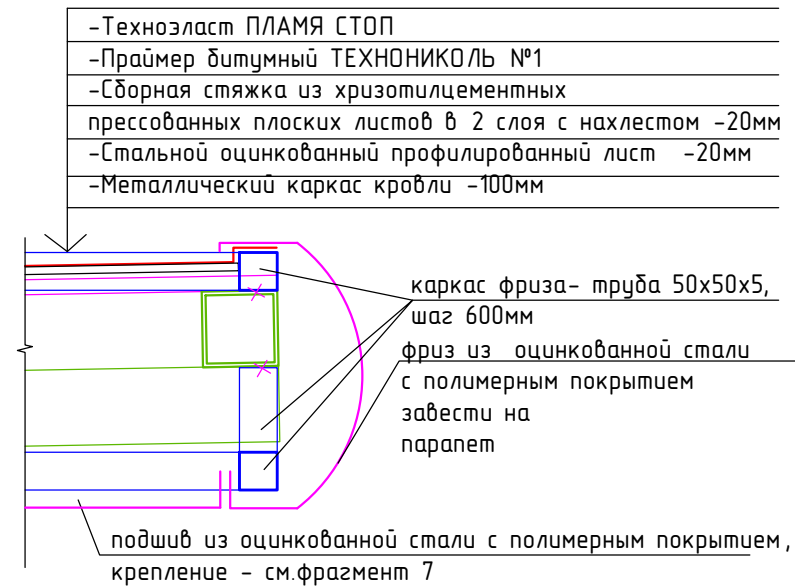 -Техноэласт ПЛАМЯ СТОП
-Праймер битумный ТЕХНОНИКОЛЬ №1
-Сборная стяжка из хризотилцементных
прессованных плоских листов в 2 слоя с нахлестом -20мм
-Стальной оцинкованный профилированный лист -20мм
-Металлический каркас кровли -100мм
каркас фриза- труба 50х50х5,
шаг 600мм
фриз из оцинкованной стали
с полимерным покрытием
завести на
парапет
подшив из оцинкованной стали с полимерным покрытием,
крепление - см.фрагмент 7